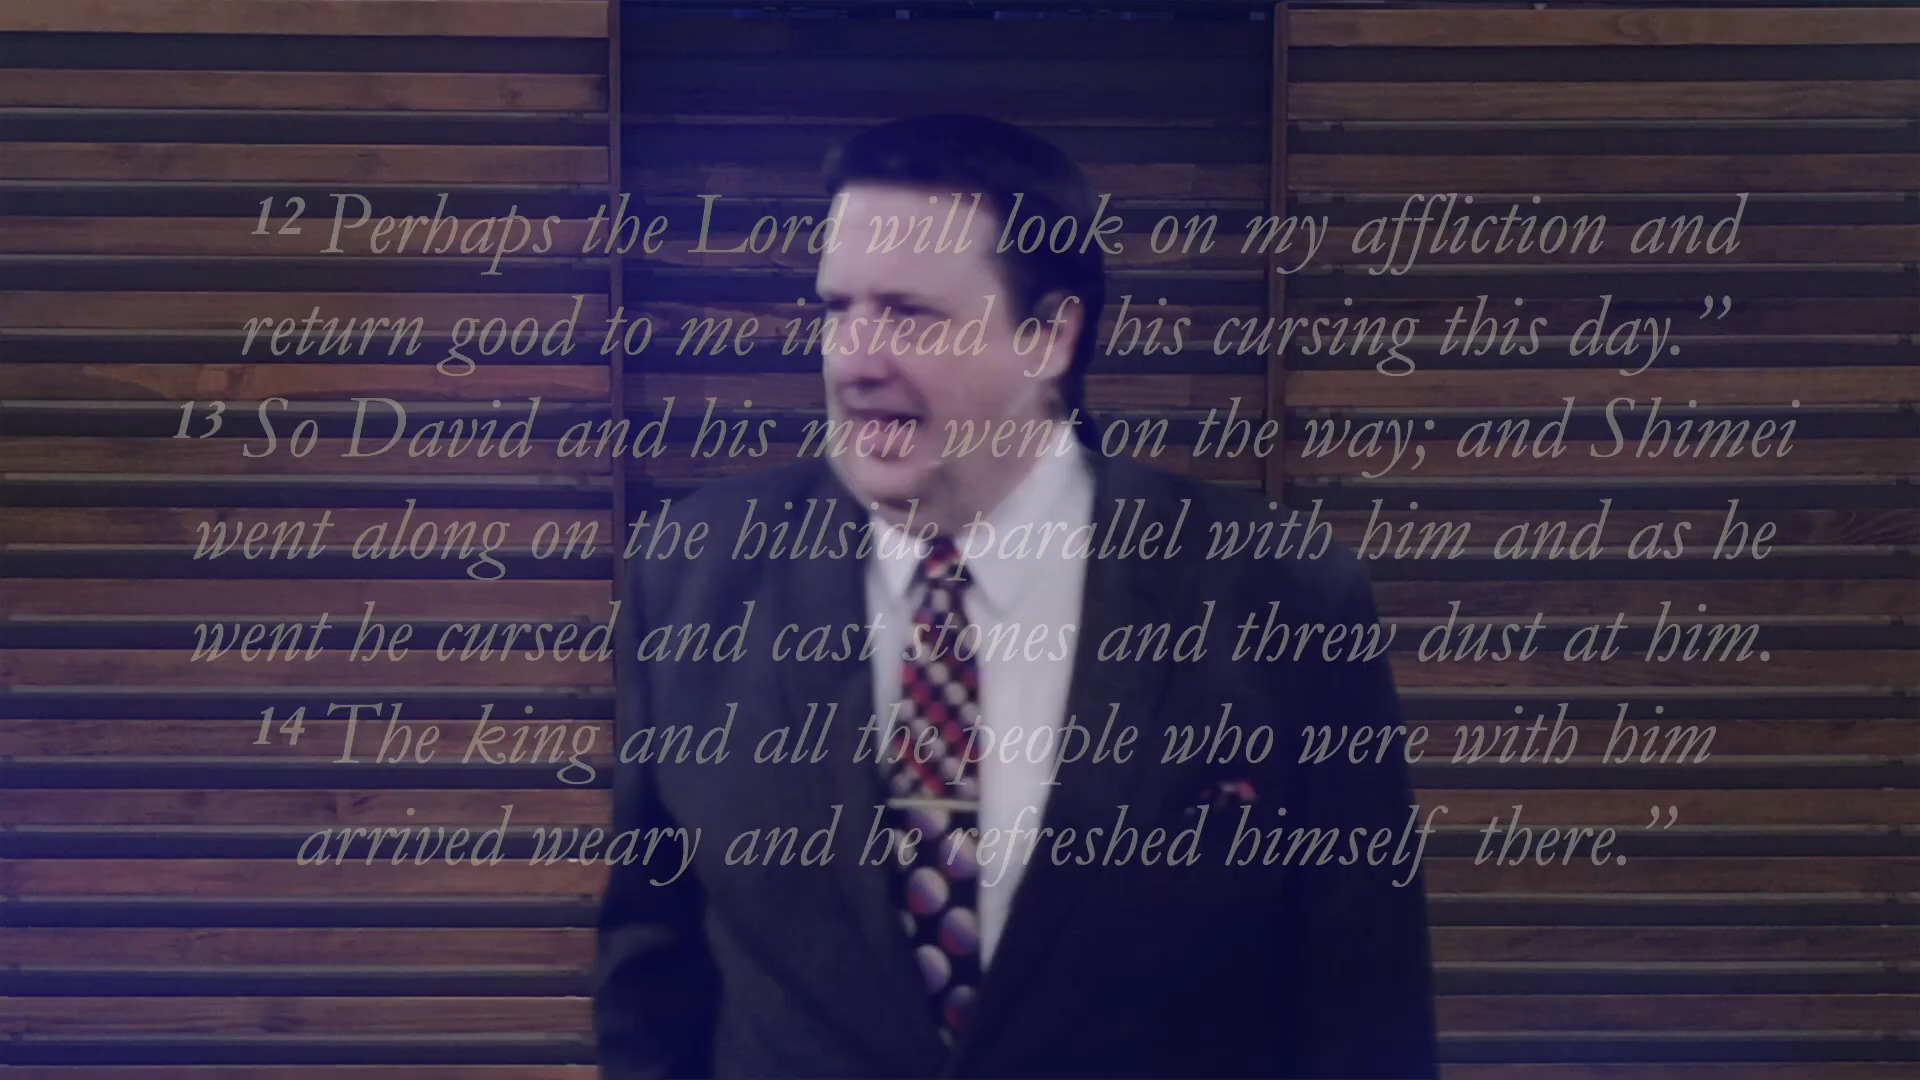 12 Perhaps the Lord will look on my affliction and
return good to me instead of his cursing this day.”
13 So David and his men went on the way; and Shimei
went along on the hillside parallel with him and as he
went he cursed and cast stones and threw dust at him.
14 The king and all the people who were with him
arrived weary and he refreshed himself there.”